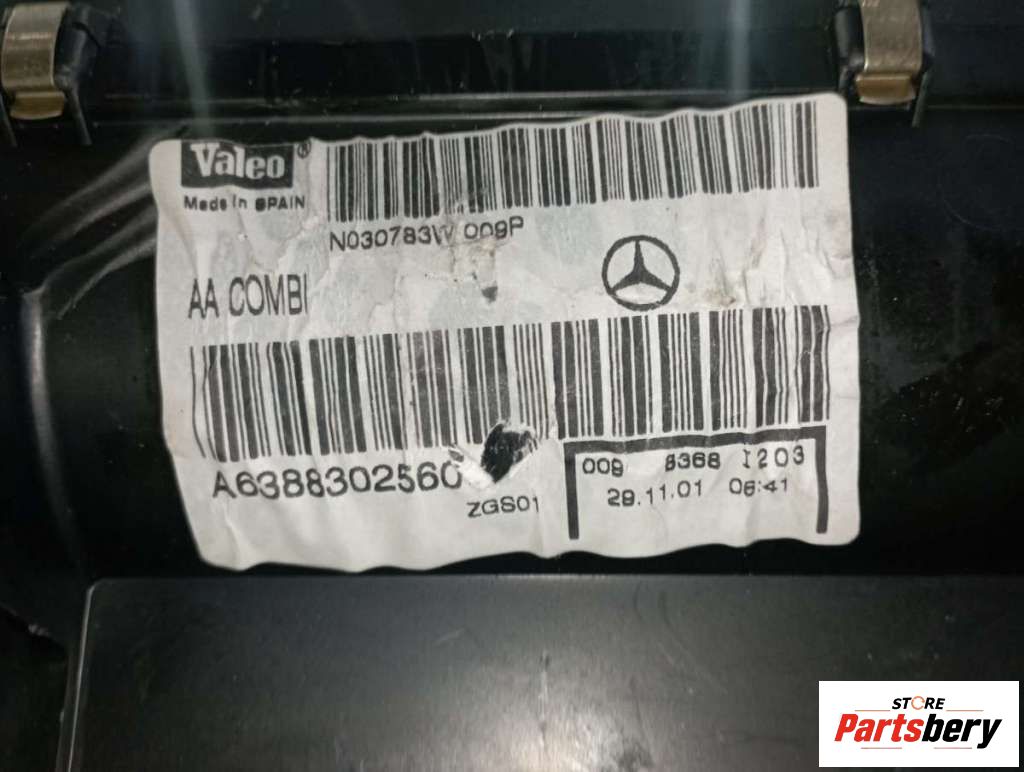 Valeo®
Made in SPAIN
N030783W 009P
AA COMBI
A6388302560
ZGS01
009 8368 1203
29.11.01 06:41
STORE
Partsbery